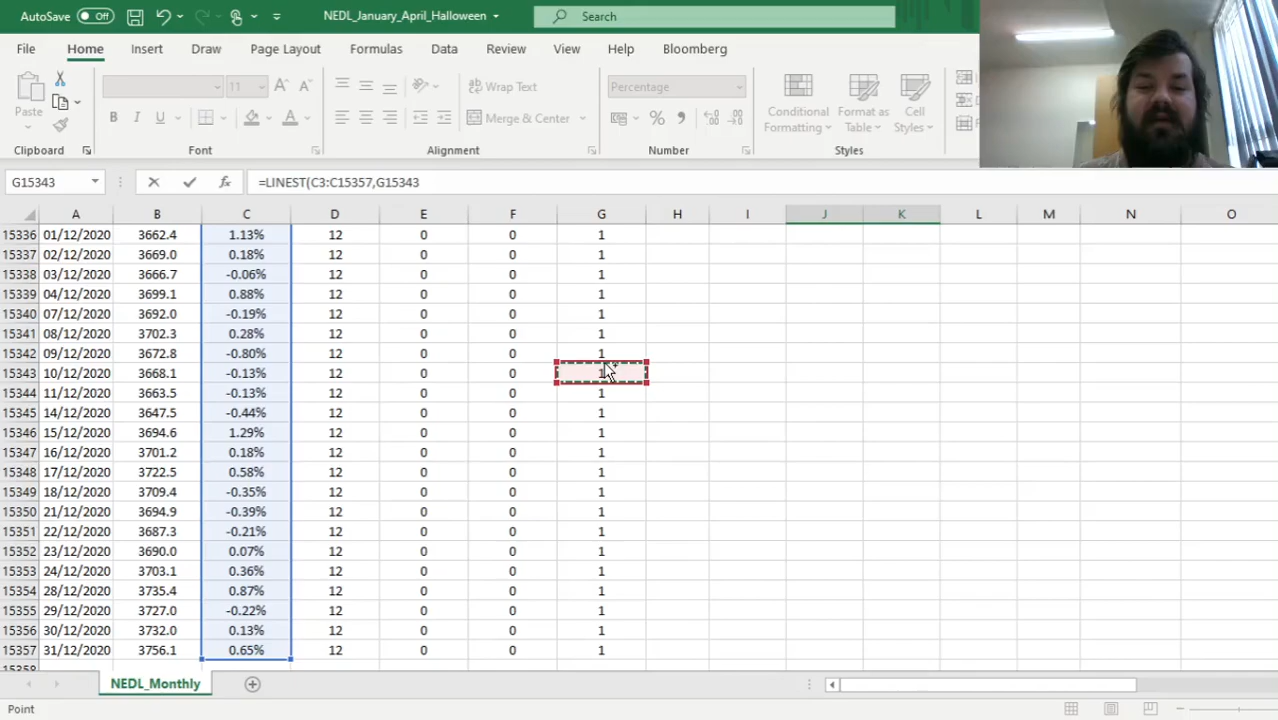 AutoSave Off NEDL_January_April_Halloween Search
File Home Insert Draw Page Layout Formulas Data Review View Help Bloomberg
11 A A Wrap Text Percentage
Paste B I U A Merge & Center % Conditional Formatting Format as Table Cell Styles
Clipboard Font Alignment Number Styles
G15343 fx =LINEST(C3:C15357,G15343
A B C D E F G H I J K L M N O
15336 01/12/2020 3662.4 1.13% 12 0 0 1
15337 02/12/2020 3669.0 0.18% 12 0 0 1
15338 03/12/2020 3666.7 -0.06% 12 0 0 1
15339 04/12/2020 3699.1 0.88% 12 0 0 1
15340 07/12/2020 3692.0 -0.19% 12 0 0 1
15341 08/12/2020 3702.3 0.28% 12 0 0 1
15342 09/12/2020 3672.8 -0.80% 12 0 0 1
15343 10/12/2020 3668.1 -0.13% 12 0 0 1
15344 11/12/2020 3663.5 -0.13% 12 0 0 1
15345 14/12/2020 3647.5 -0.44% 12 0 0 1
15346 15/12/2020 3694.6 1.29% 12 0 0 1
15347 16/12/2020 3701.2 0.18% 12 0 0 1
15348 17/12/2020 3722.5 0.58% 12 0 0 1
15349 18/12/2020 3709.4 -0.35% 12 0 0 1
15350 21/12/2020 3694.9 -0.39% 12 0 0 1
15351 22/12/2020 3687.3 -0.21% 12 0 0 1
15352 23/12/2020 3690.0 0.07% 12 0 0 1
15353 24/12/2020 3703.1 0.36% 12 0 0 1
15354 28/12/2020 3735.4 0.87% 12 0 0 1
15355 29/12/2020 3727.0 -0.22% 12 0 0 1
15356 30/12/2020 3732.0 0.13% 12 0 0 1
15357 31/12/2020 3756.1 0.65% 12 0 0 1
15358
NEDL_Monthly
Point